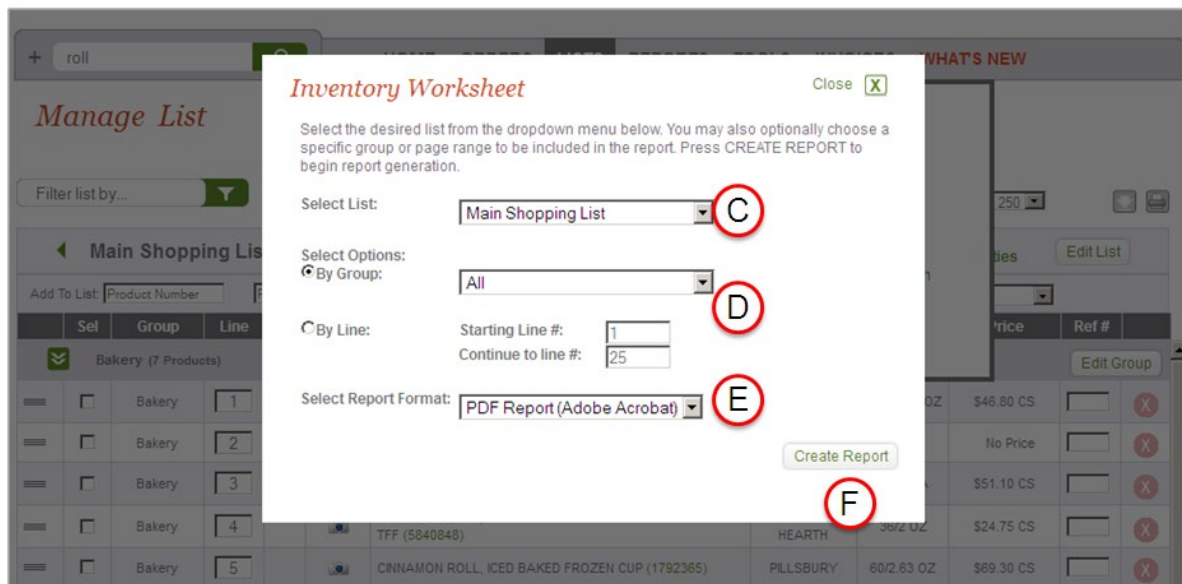 + roll
WHAT'S NEW
Manage List
Filter list by...
250
Inventory Worksheet
Close X
Select the desired list from the dropdown menu below. You may also optionally choose a
specific group or page range to be included in the report. Press CREATE REPORT to
begin report generation.
Select List: Main Shopping List C
Select Options:
By Group: All
D
By Line: Starting Line #: 1
Continue to line #: 25
Select Report Format: PDF Report (Adobe Acrobat) E
Create Report
F
Main Shopping Lis
Edit List
Add To List: Product Number
Sel Group Line Price Ref #
Bakery (7 Products) Edit Group
Bakery 1 OZ $46.80 CS X
Bakery 2 No Price X
Bakery 3 $51.10 CS X
Bakery 4 TFF (5840848) HEARTH 36/2 OZ $24.75 CS X
Bakery 5 CINNAMON ROLL, ICED BAKED FROZEN CUP (1792365) PILLSBURY 60/2.63 OZ $69.30 CS X